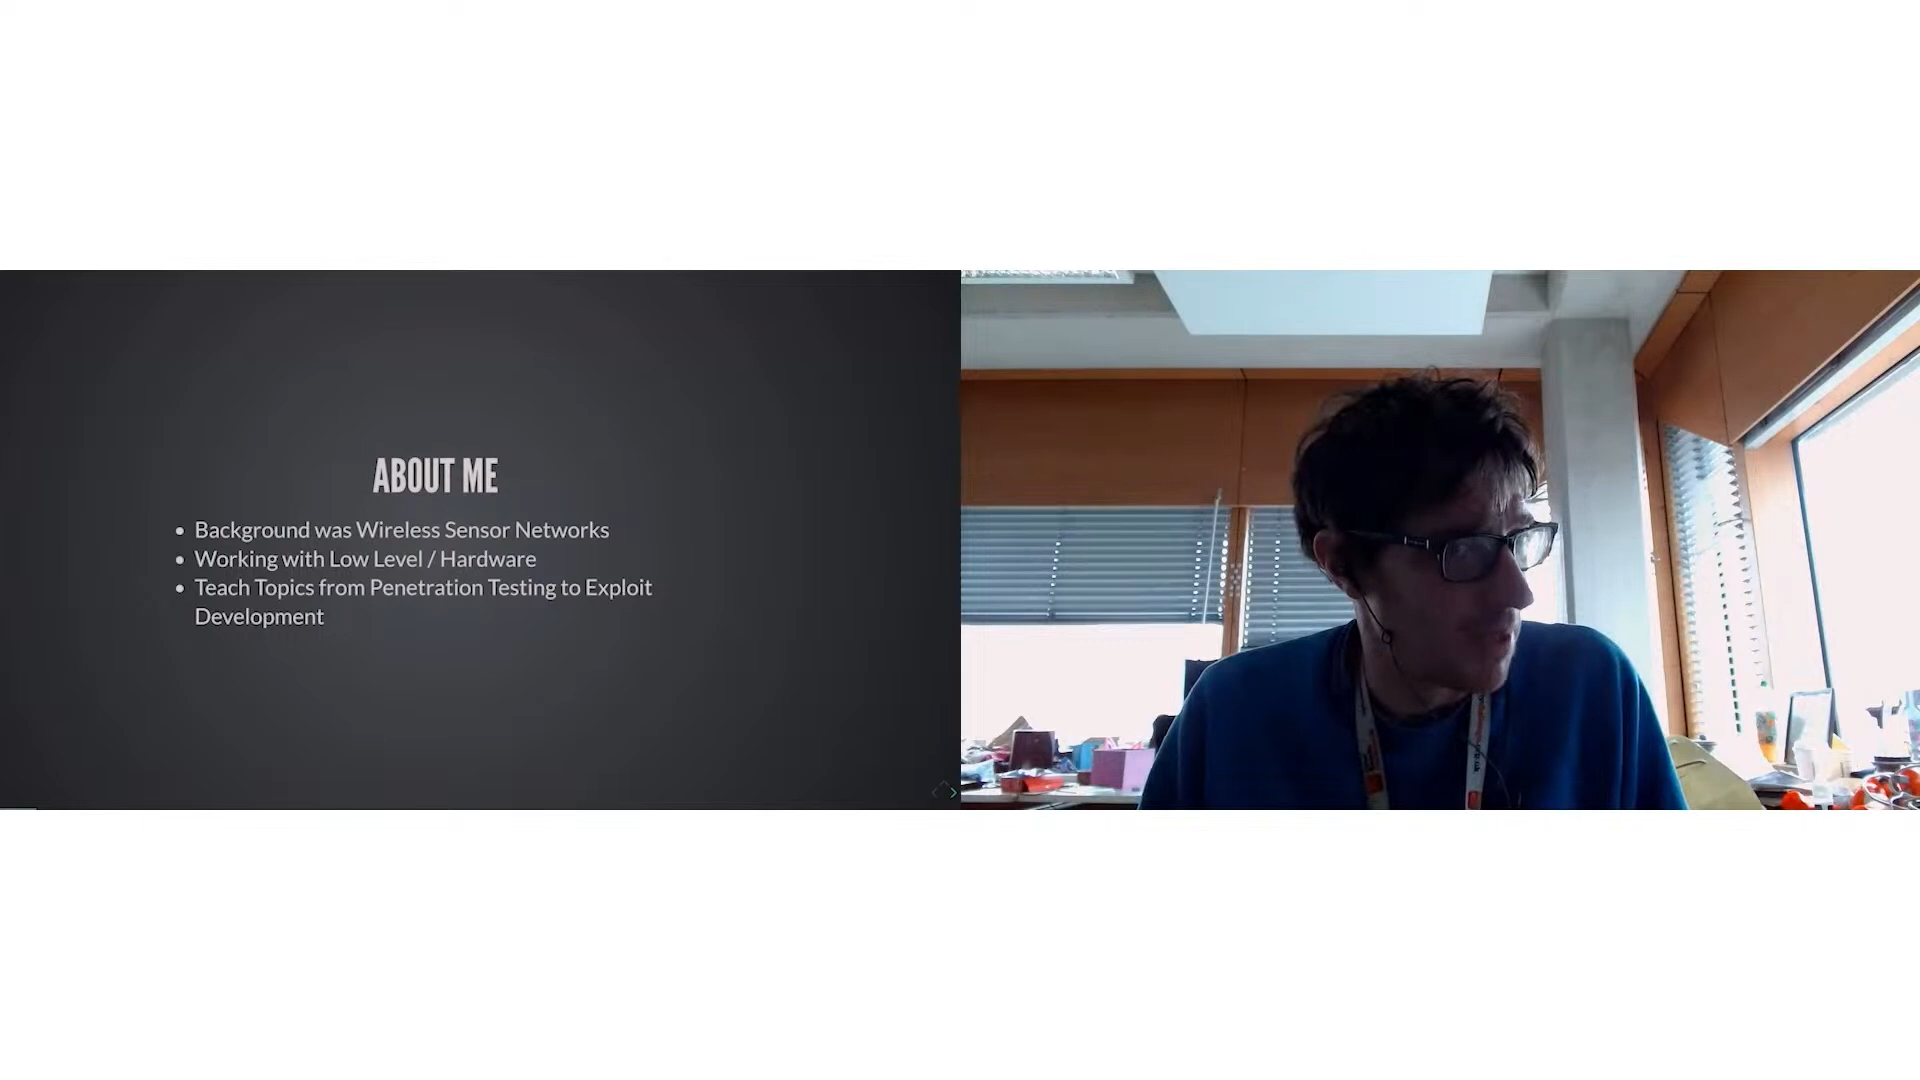 ABOUT ME
• Background was Wireless Sensor Networks
• Working with Low Level / Hardware
• Teach Topics from Penetration Testing to Exploit
Development